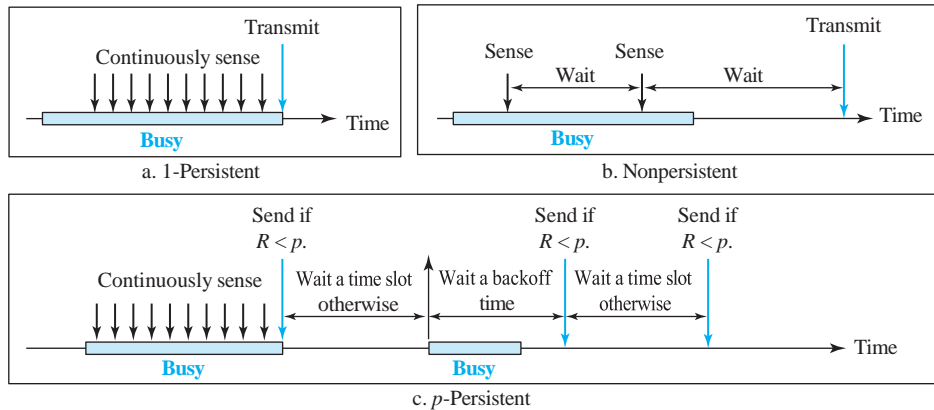 Transmit
Continuously sense
Time
Busy
a. 1-Persistent
Transmit
Sense
Sense
Wait
Wait
Time
Busy
b. Nonpersistent
Send if
R < p.
Send if
R < p.
Send if
R < p.
Continuously sense
Wait a time slot
otherwise
Wait a backoff
time
Wait a time slot
otherwise
Time
Busy
Busy
c. p-Persistent